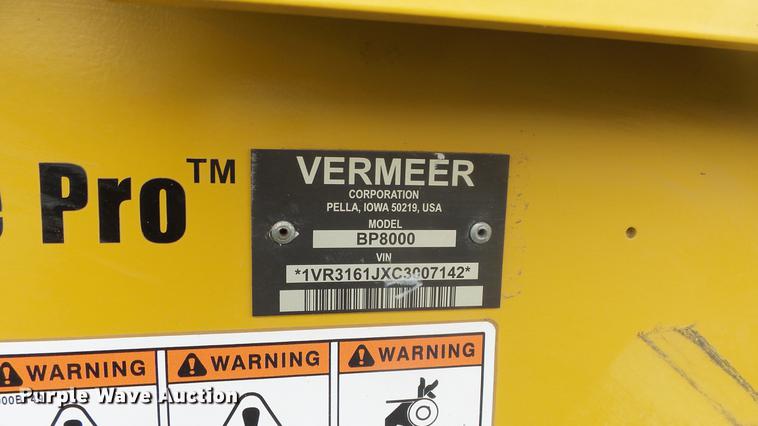 Pro™
VERMEER
CORPORATION
PELLA, IOWA 50219, USA
MODEL
BP8000
VIN
*1VR3161JXC3007142*
WARNING
WARNING
WARNING
Purple Wave Auction